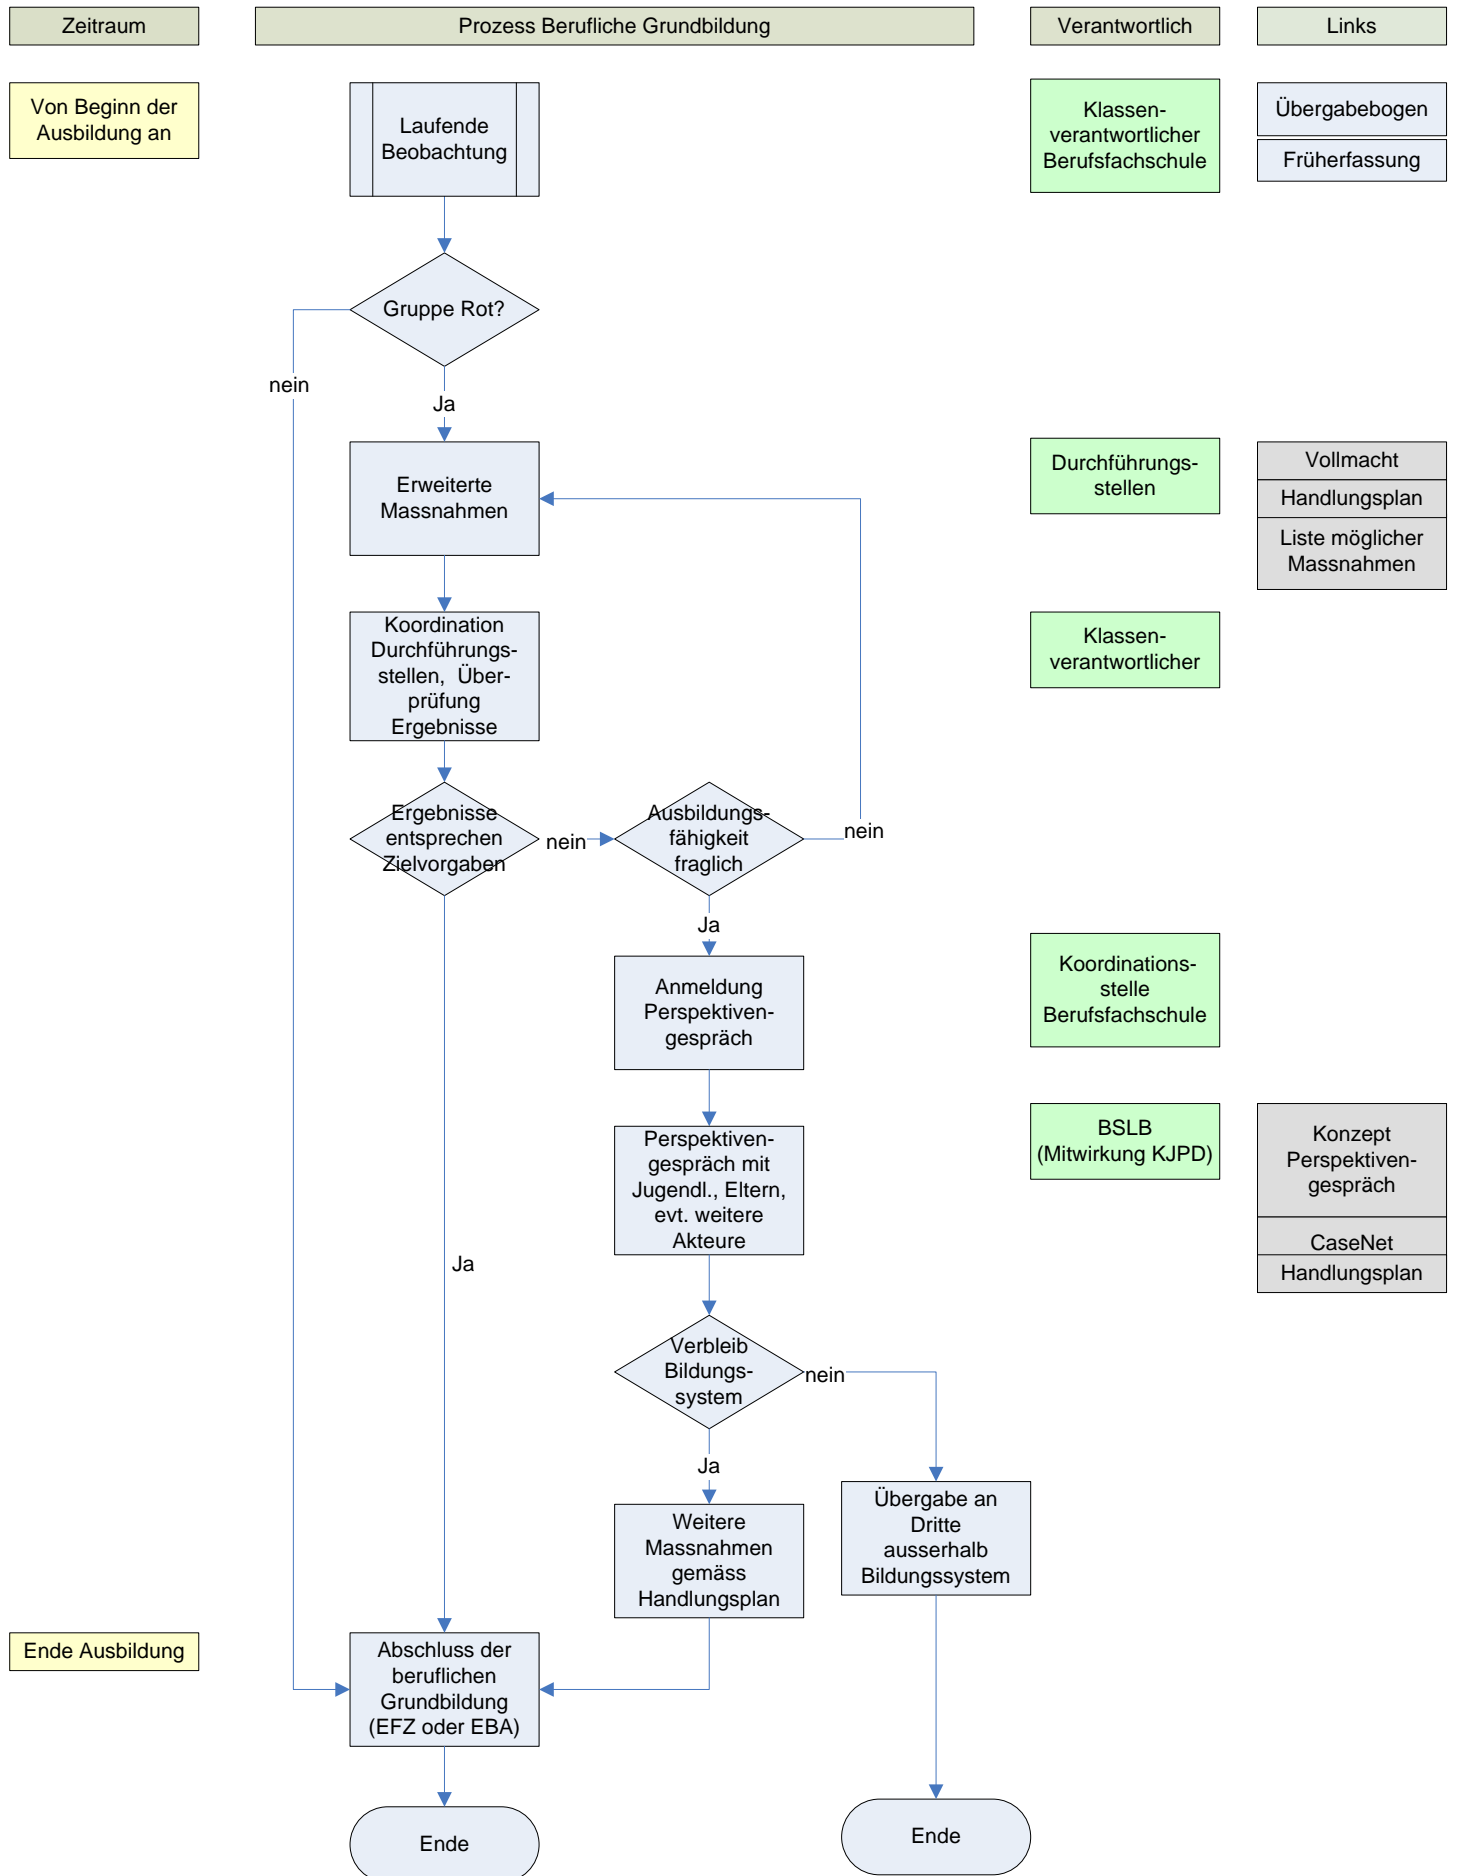 Zeitraum
Prozess Berufliche Grundbildung
Verantwortlich
Links
Von Beginn der
Ausbildung an
Laufende
Beobachtung
Klassen-
verantwortlicher
Berufsfachschule
Übergabebogen
Früherfassung
Gruppe Rot?
nein
Ja
Erweiterte
Massnahmen
Durchführungs-
stellen
Vollmacht
Handlungsplan
Liste möglicher
Massnahmen
Koordination
Durchführungs-
stellen, Über-
prüfung
Ergebnisse
Klassen-
verantwortlicher
Ergebnisse
entsprechen
Zielvorgaben
nein
Ausbildungs-
fähigkeit
fraglich
nein
Ja
Anmeldung
Perspektiven-
gespräch
Koordinations-
stelle
Berufsfachschule
Perspektiven-
gespräch mit
Jugendl., Eltern,
evt. weitere
Akteure
BSLB
(Mitwirkung KJPD)
Konzept
Perspektiven-
gespräch
CaseNet
Handlungsplan
Ja
Verbleib
Bildungs-
system
nein
Ja
Weitere
Massnahmen
gemäss
Handlungsplan
Übergabe an
Dritte
ausserhalb
Bildungssystem
Ende Ausbildung
Abschluss der
beruflichen
Grundbildung
(EFZ oder EBA)
Ende
Ende